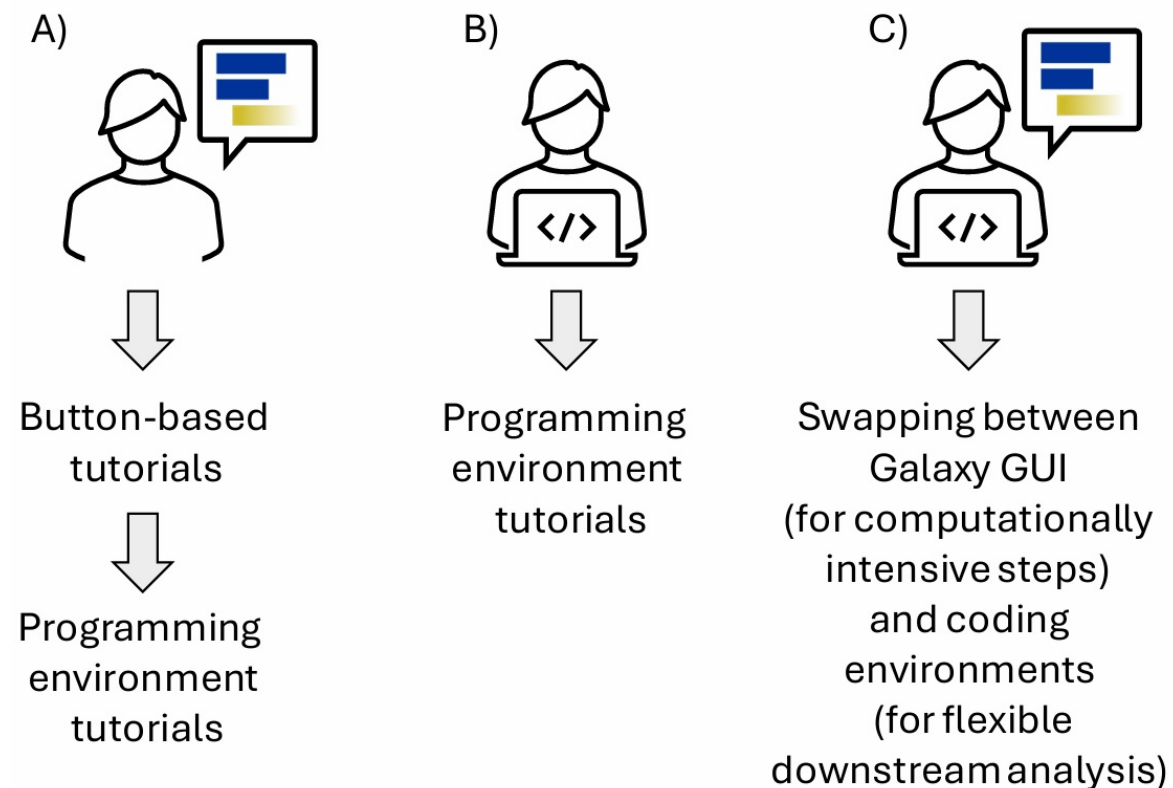 A)
</>
Button-based
tutorials
Programming
environment
tutorials
B)
</>
Programming
environment
tutorials
C)
Swapping between
Galaxy GUI
(for computationally
intensive steps)
and coding
environments
(for flexible
downstream analysis)